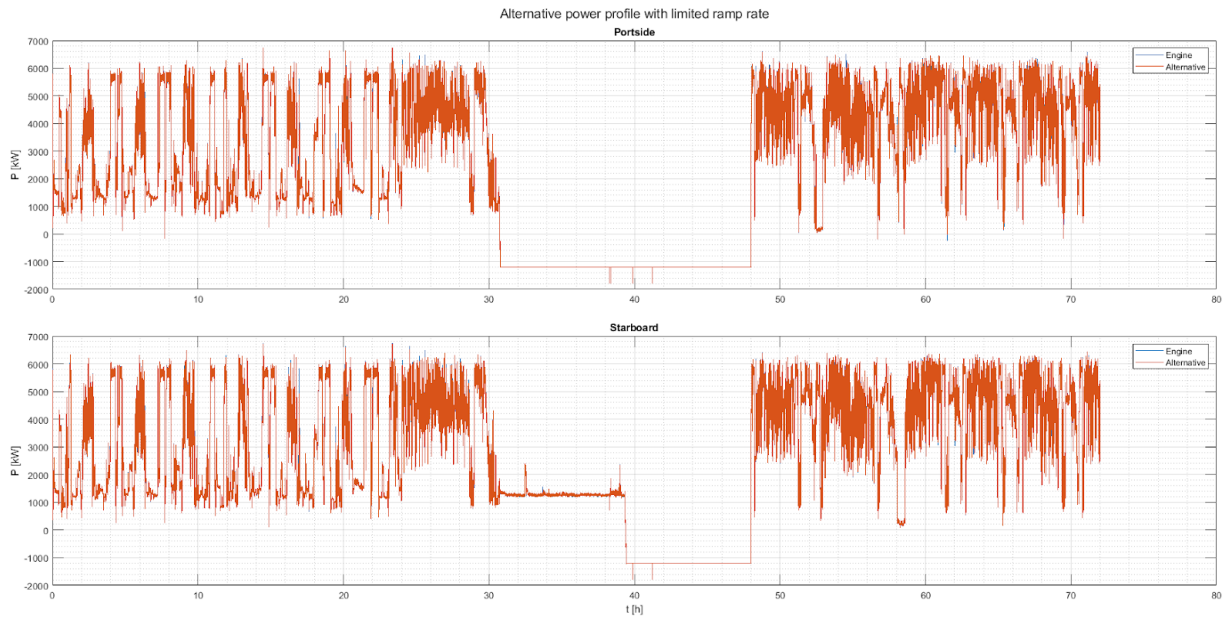 Alternative power profile with limited ramp rate
Portside
7000
6000
5000
4000
3000
2000
1000
0
-1000
-2000
P [kW]
0 10 20 30 40 50 60 70 80
Engine
Alternative
Starboard
7000
6000
5000
4000
3000
2000
1000
0
-1000
-2000
P [kW]
0 10 20 30 40 50 60 70 80
t [h]
Engine
Alternative